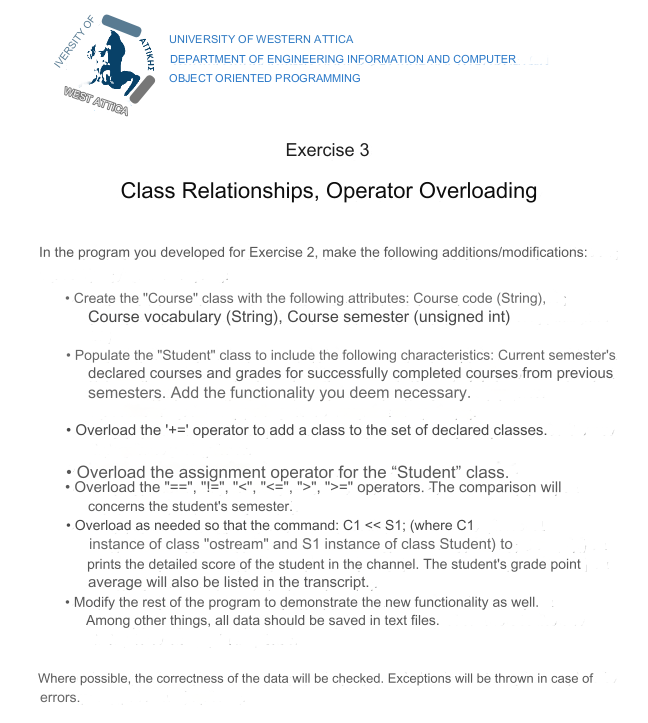 IVERSITY OF
ΑΤΤΙΚΗΣ
WEST ATTICA
UNIVERSITY OF WESTERN ATTICA
DEPARTMENT OF ENGINEERING INFORMATION AND COMPUTER
OBJECT ORIENTED PROGRAMMING
Exercise 3
Class Relationships, Operator Overloading
In the program you developed for Exercise 2, make the following additions/modifications:
• Create the "Course" class with the following attributes: Course code (String),
Course vocabulary (String), Course semester (unsigned int)
• Populate the "Student" class to include the following characteristics: Current semester's
declared courses and grades for successfully completed courses from previous
semesters. Add the functionality you deem necessary.
• Overload the '+=' operator to add a class to the set of declared classes.
• Overload the assignment operator for the “Student” class.
• Overload the "==", "!=", "<", "<=", ">", ">=" operators. The comparison will
concerns the student's semester.
• Overload as needed so that the command: C1 << S1; (where C1
instance of class "ostream" and S1 instance of class Student) to
prints the detailed score of the student in the channel. The student's grade point
average will also be listed in the transcript.
• Modify the rest of the program to demonstrate the new functionality as well.
Among other things, all data should be saved in text files.
Where possible, the correctness of the data will be checked. Exceptions will be thrown in case of
errors.